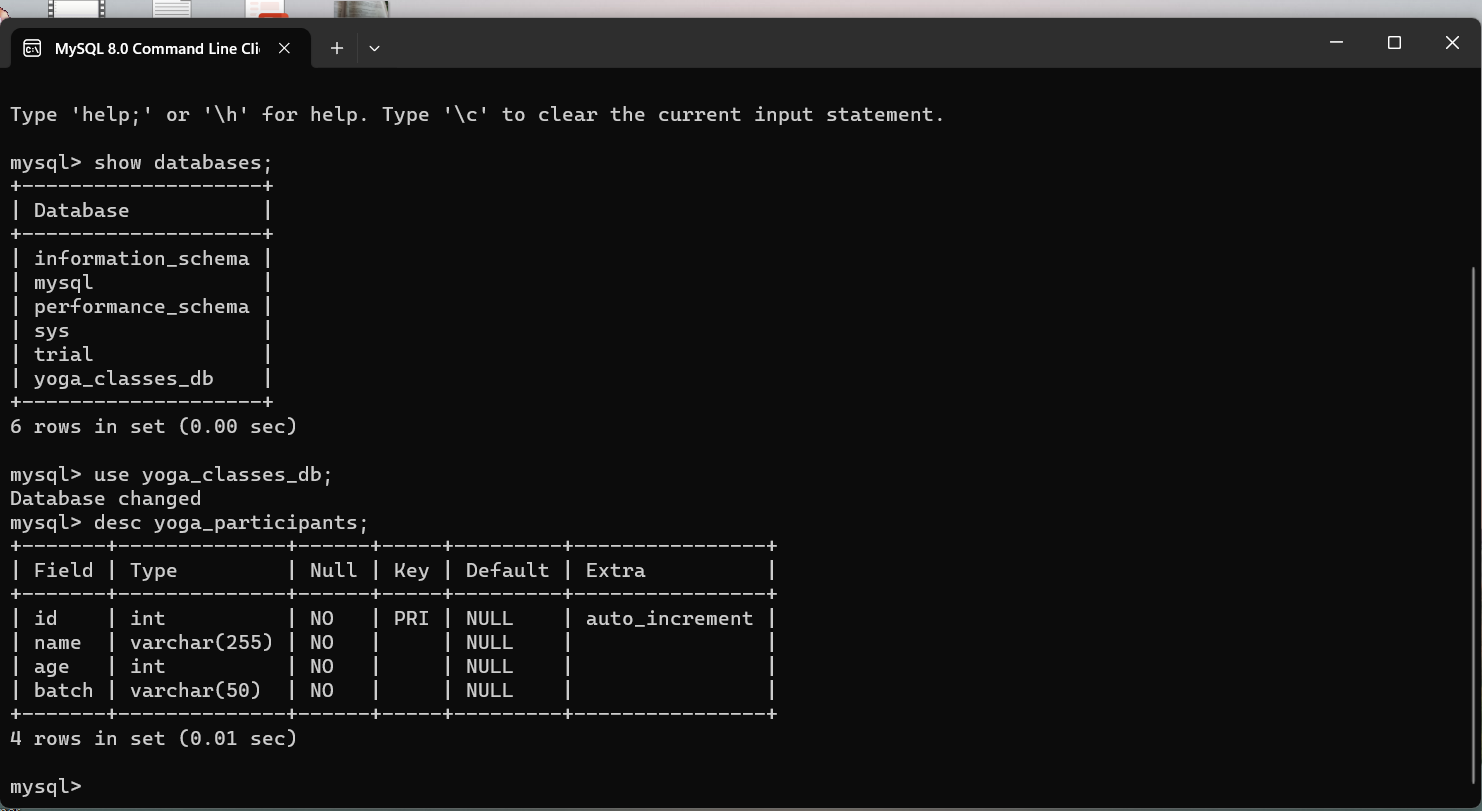 MySQL 8.0 Command Line Cli
Type 'help;' or '\h' for help. Type '\c' to clear the current input statement.
mysql> show databases;
+--------------------+
| Database           |
+--------------------+
| information_schema |
| mysql              |
| performance_schema |
| sys                |
| trial              |
| yoga_classes_db    |
+--------------------+
6 rows in set (0.00 sec)
mysql> use yoga_classes_db;
Database changed
mysql> desc yoga_participants;
+-------+--------------+------+-----+---------+----------------+
| Field | Type         | Null | Key | Default | Extra          |
+-------+--------------+------+-----+---------+----------------+
| id    | int          | NO   | PRI | NULL    | auto_increment |
| name  | varchar(255) | NO   |     | NULL    |                |
| age   | int          | NO   |     | NULL    |                |
| batch | varchar(50)  | NO   |     | NULL    |                |
+-------+--------------+------+-----+---------+----------------+
4 rows in set (0.01 sec)
mysql>